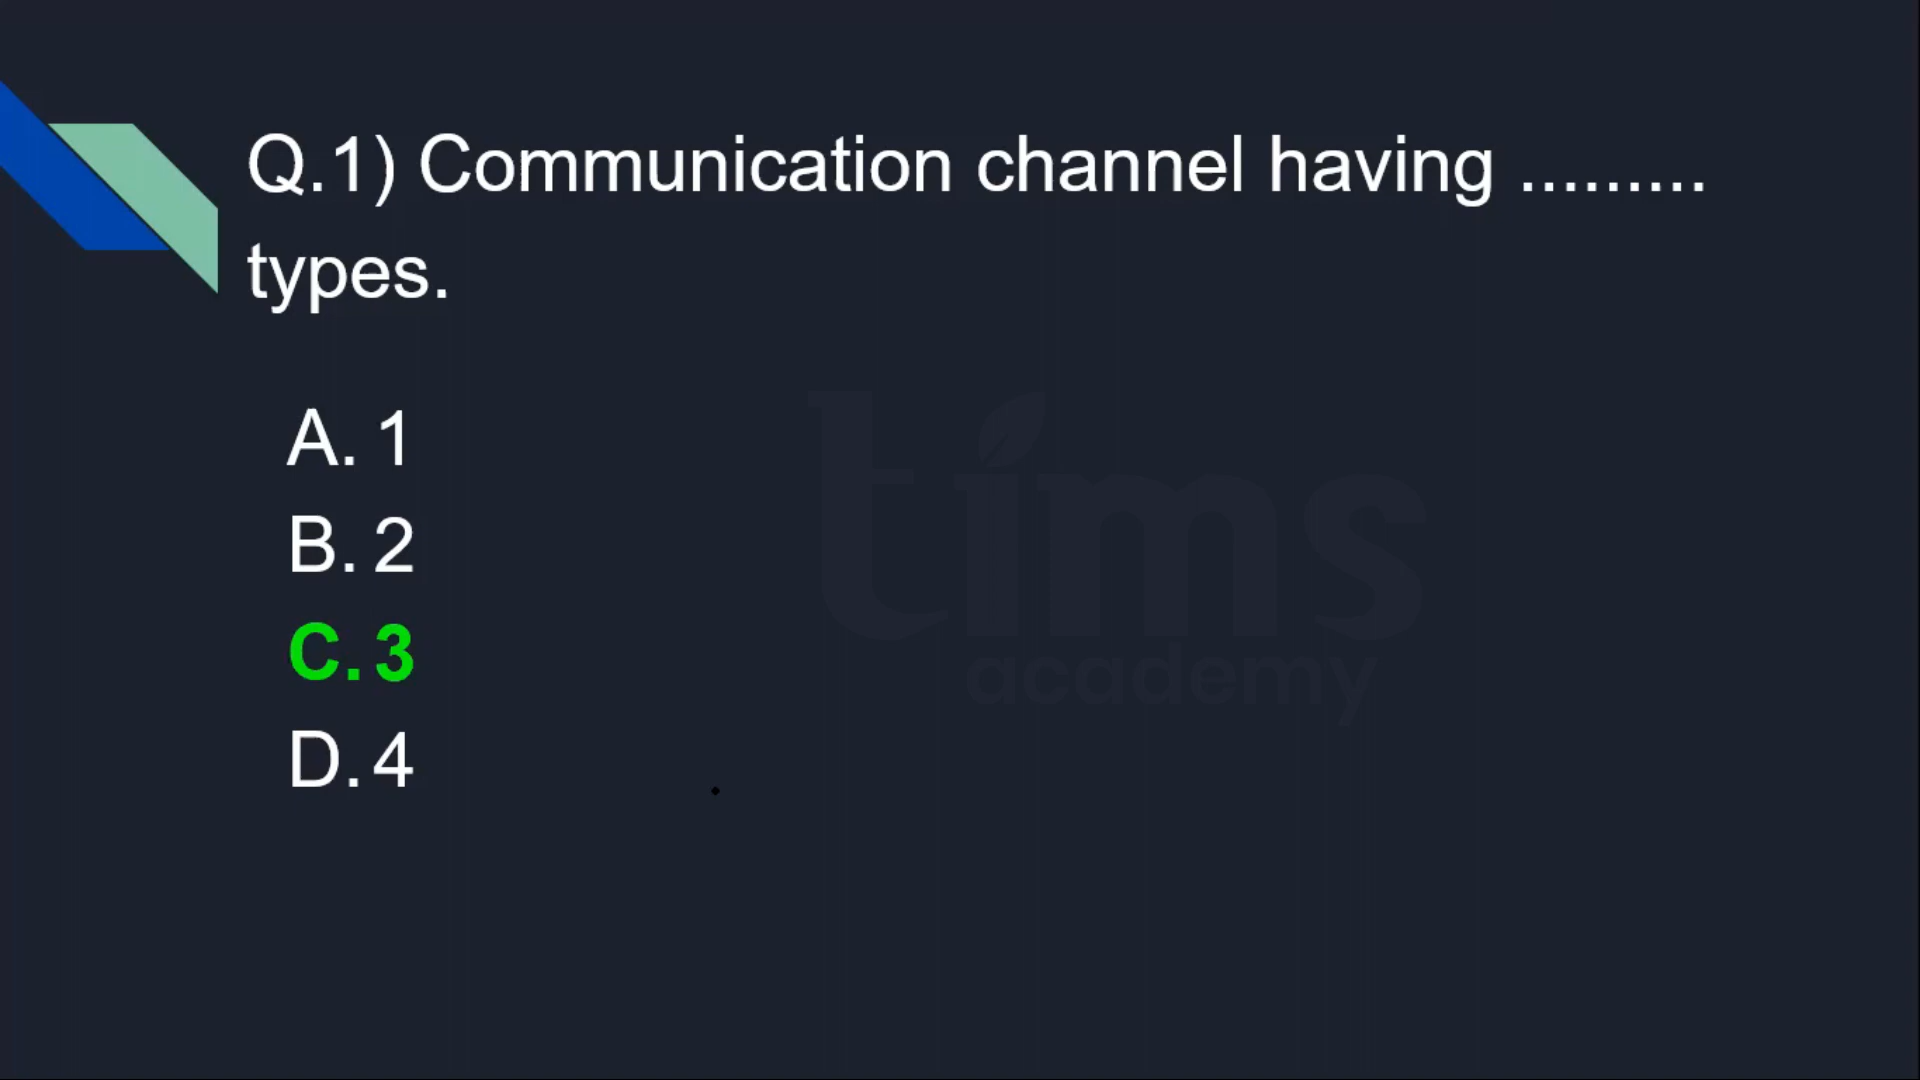 Q.1) Communication channel having .........
types.
A. 1
B. 2
C. 3
D. 4
tims
academy